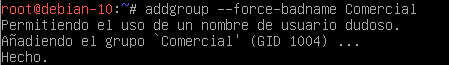 root@debian-10:~# addgroup --force-badname Comercial
Permitiendo el uso de un nombre de usuario dudoso.
Añadiendo el grupo `Comercial' (GID 1004) ...
Hecho.